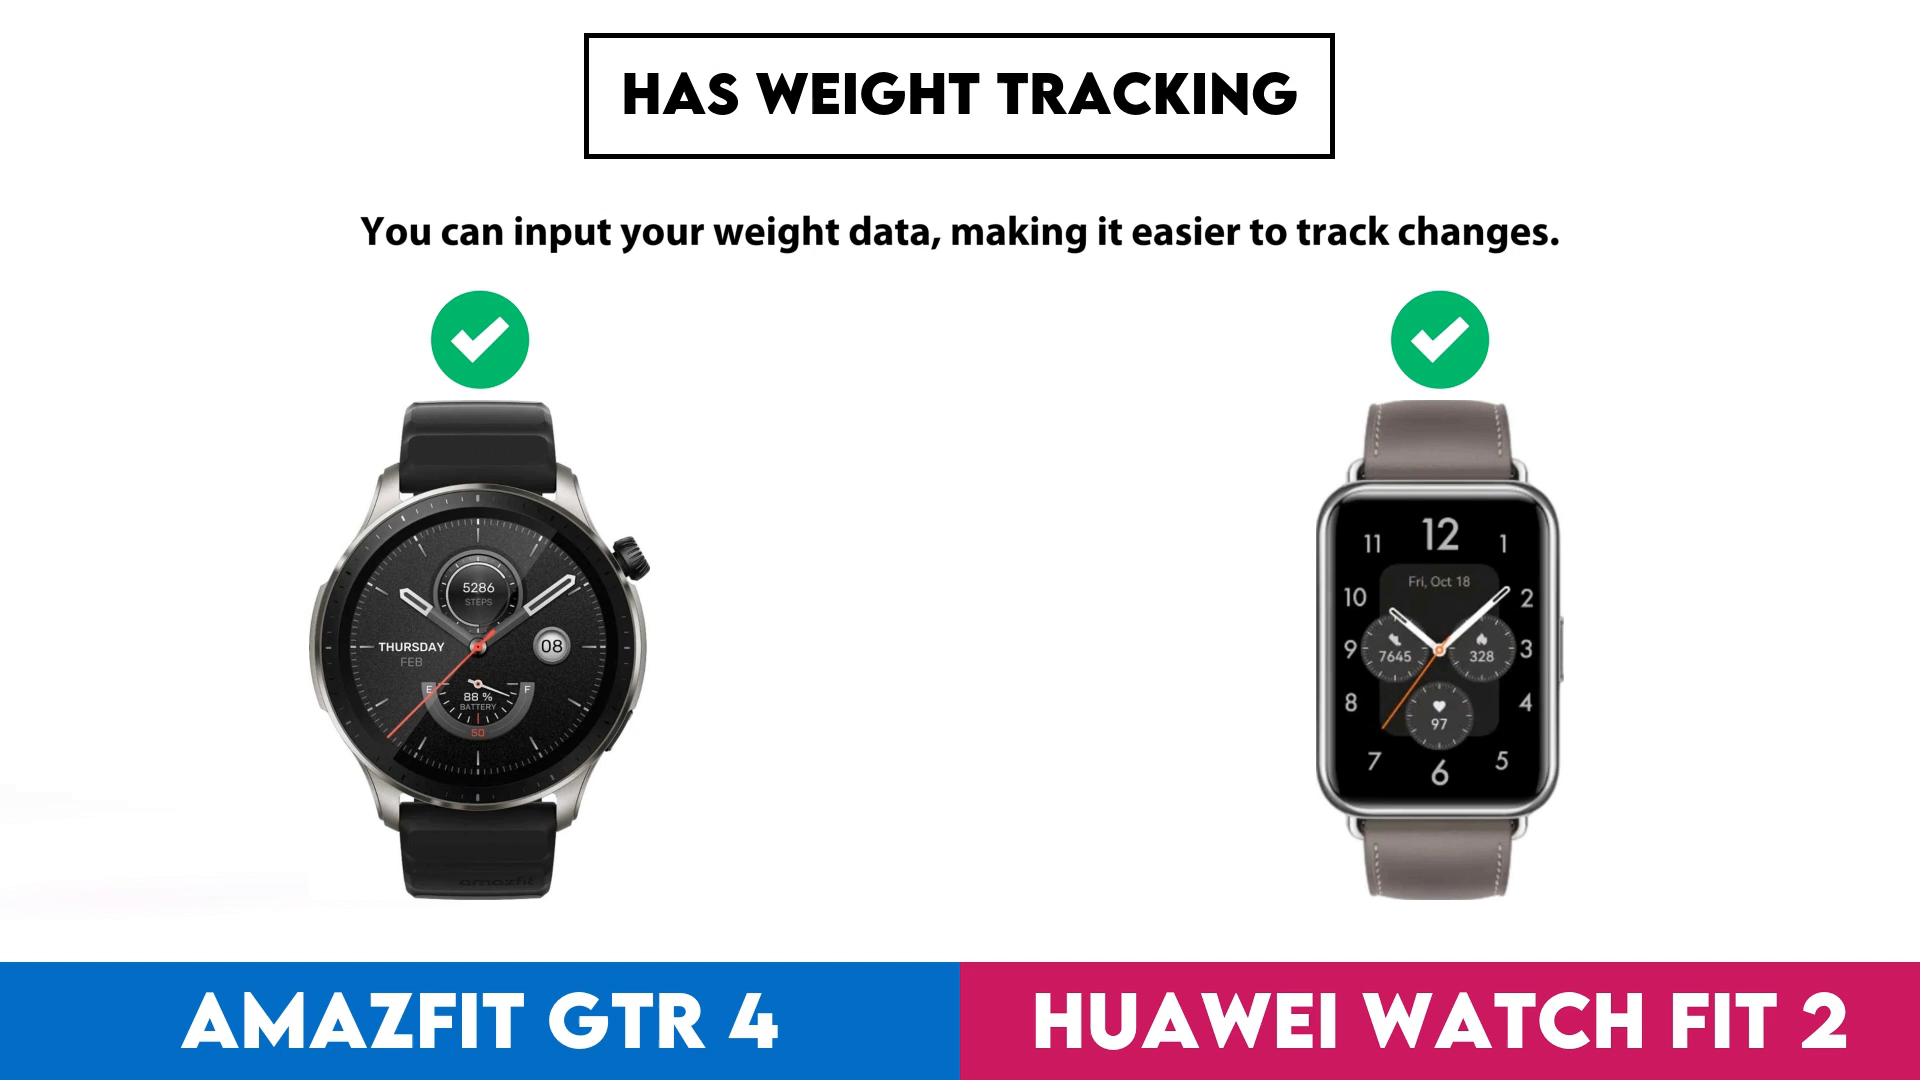 HAS WEIGHT TRACKING
You can input your weight data, making it easier to track changes.
5286
STEPS
THURSDAY
FEB
08
E
F
88 %
BATTERY
50
amazfit
12
11
1
Fri, Oct 18
10
2
9
7645
328
3
8
97
4
7
5
6
AMAZFIT GTR 4
HUAWEI WATCH FIT 2